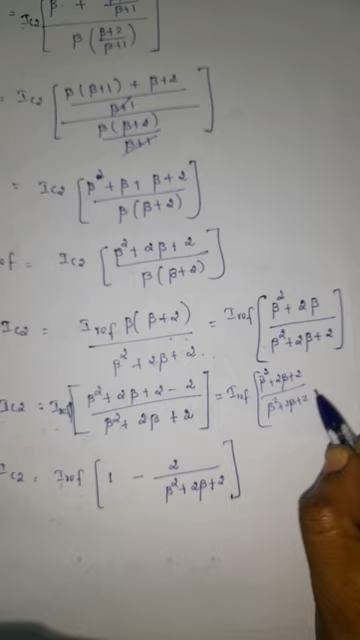 = Ic2 [ β + / β+1 / β ( β+2 / β+1 ) ]
= Ic2 [ β (β+1) + β+2 / β+1 / β (β+2) / β+1 ]
= Ic2 [ β² + β + β+2 / β (β+2) ]
ef = Ic2 [ β² + 2β + 2 / β (β+2) ]
Ic2 = Iref β (β+2) / β² + 2β + 2 = Iref [ β² + 2β / β² + 2β + 2 ]
Ic2 = Iref [ β² + 2β + 2 - 2 / β² + 2β + 2 ] = Iref [ β² + 2β + 2 / β² + 2β + 2
Ic2 = Iref [ 1 - 2 / β² + 2β + 2 ]